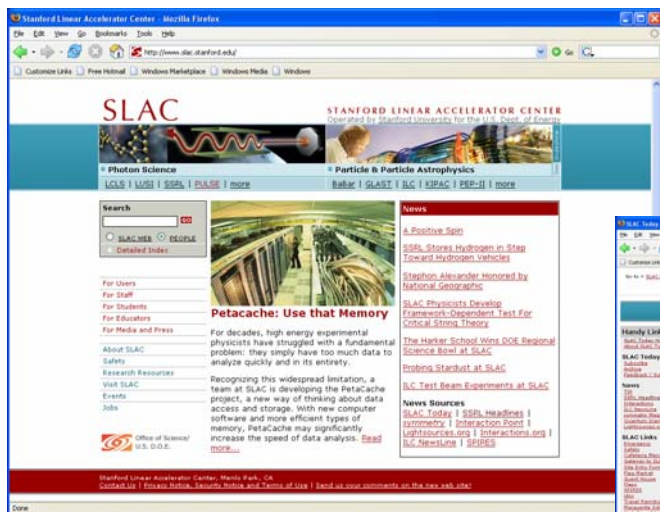 Stanford Linear Accelerator Center - Mozilla Firefox
File Edit View Go Bookmarks Tools Help
http://www.slac.stanford.edu/
Go
Customize Links Free Hotmail Windows Marketplace Windows Media Windows
SLAC
STANFORD LINEAR ACCELERATOR CENTER
Operated by Stanford University for the U.S. Dept. of Energy
Photon Science
Particle & Particle Astrophysics
LCLS | LUSI | SSRL | PULSE | more
BaBar | GLAST | ILC | KIPAC | PEP-II | more
Search
GO
SLAC WEB PEOPLE
Detailed Index
For Users
For Staff
For Students
For Educators
For Media and Press
About SLAC
Safety
Research Resources
Visit SLAC
Events
Jobs
Office of Science/
U.S. D.O.E.
Petacache: Use that Memory
For decades, high energy experimental
physicists have struggled with a fundamental
problem: they simply have too much data to
analyze quickly and in its entirety.
Recognizing this widespread limitation, a
team at SLAC is developing the PetaCache
project, a new way of thinking about data
access and storage. With new computer
software and more efficient types of
memory, PetaCache may significantly
increase the speed of data analysis. Read
more...
News
A Positive Spin
SSRL Stores Hydrogen in Step
Toward Hydrogen Vehicles
Stephon Alexander Honored by
National Geographic
SLAC Physicists Develop
Framework-Dependent Test For
Critical String Theory
The Harker School Wins DOE Regional
Science Bowl at SLAC
Probing Stardust at SLAC
ILC Test Beam Experiments at SLAC
News Sources
SLAC Today | SSRL Headlines |
symmetry | Interaction Point |
Lightsources.org | Interactions.org |
ILC NewsLine | SPIRES
Stanford Linear Accelerator Center, Menlo Park, CA
Contact Us | Privacy Notice, Security Notice and Terms of Use | Send us your comments on the new web site!
Done
SLAC Today
File Edit View
Customize Links
Handy Link
SLAC Today
Subscribe
Archive
News
SLAC Links
Emergency
Safety